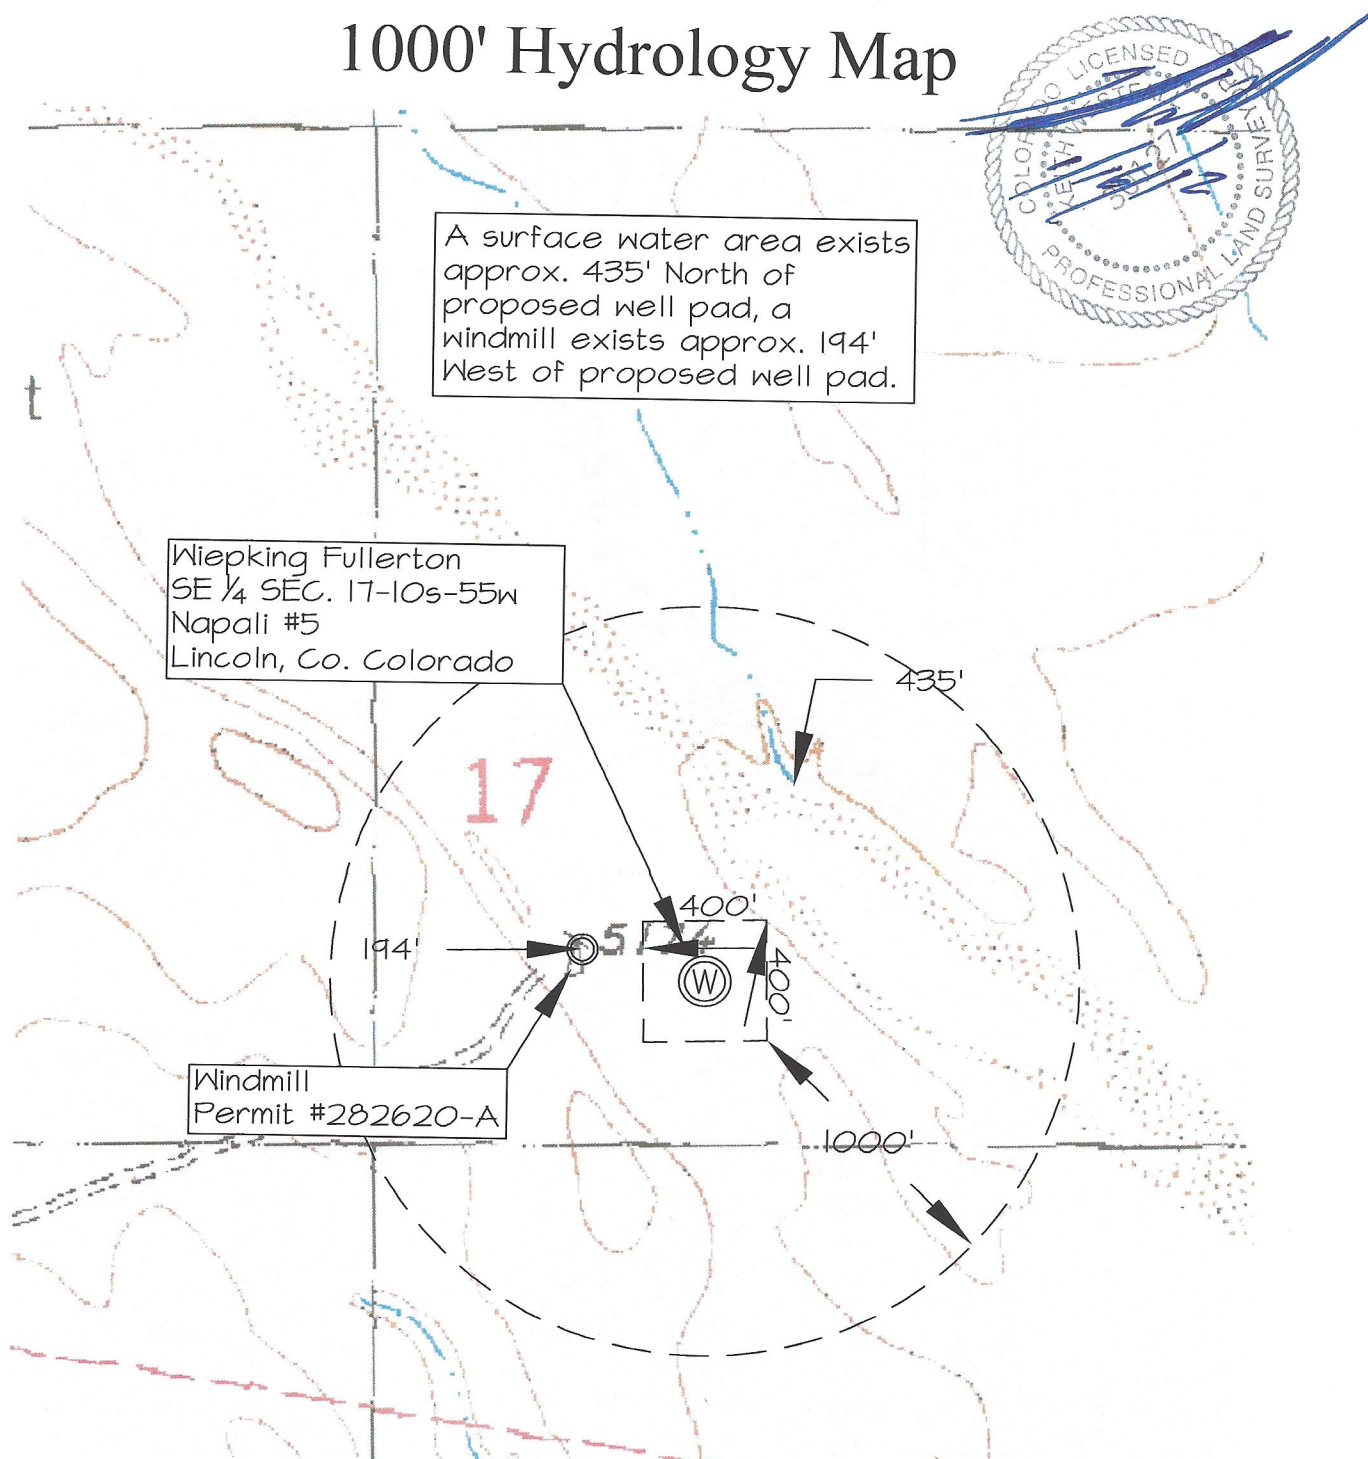 1000' Hydrology Map
COLORADO LICENSED
PROFESSIONAL LAND SURVEYOR
A surface water area exists
approx. 435' North of
proposed well pad, a
windmill exists approx. 194'
West of proposed well pad.
t
Wiepking Fullerton
SE ¼ SEC. 17-10s-55w
Napali #5
Lincoln, Co. Colorado
435'
17
400'
194'
W
400'
Windmill
Permit #282620-A
1000'